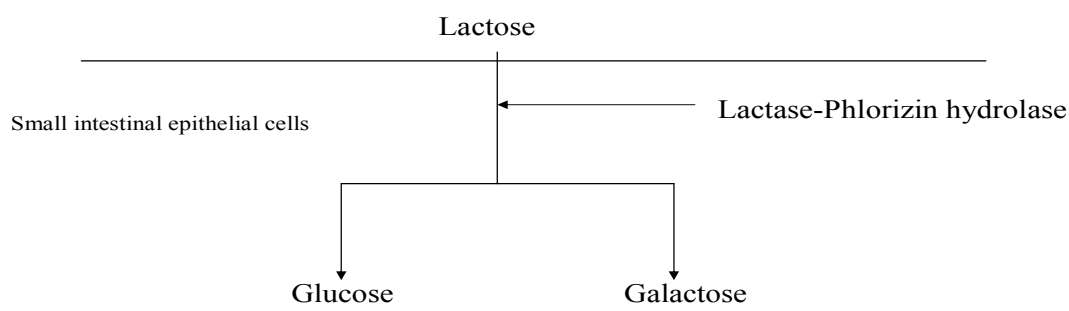 Lactose
Lactase-Phlorizin hydrolase
Small intestinal epithelial cells
Glucose
Galactose